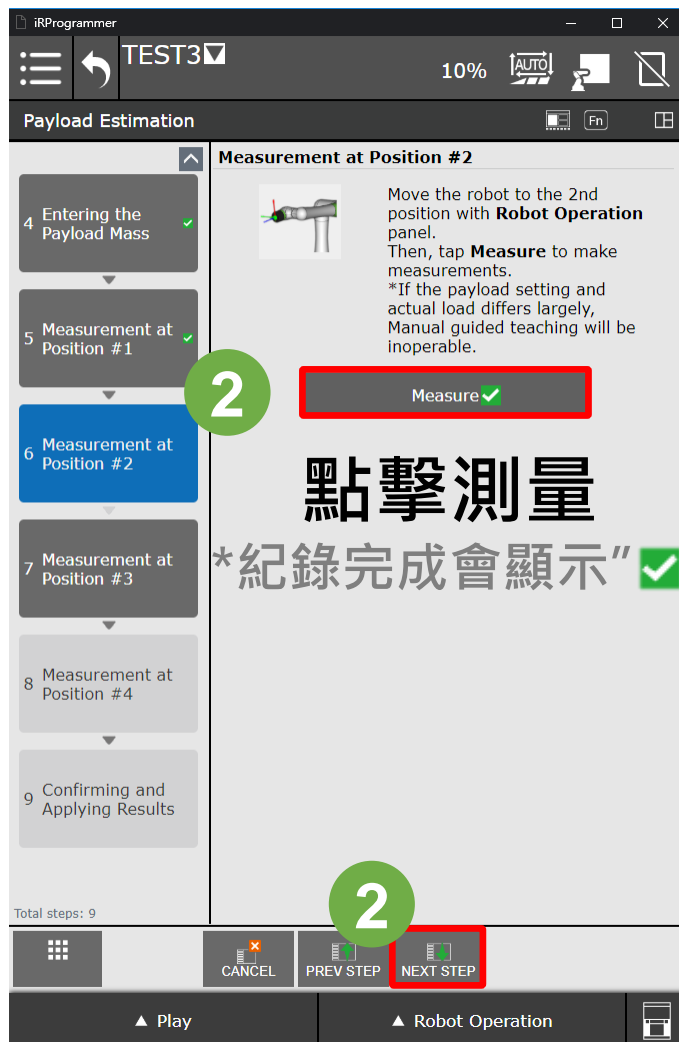 iRProgrammer
TEST3
10%
AUTO
Payload Estimation
Fn
4 Entering the
Payload Mass
5 Measurement at
Position #1
6 Measurement at
Position #2
7 Measurement at
Position #3
8 Measurement at
Position #4
9 Confirming and
Applying Results
Total steps: 9
Measurement at Position #2
Move the robot to the 2nd
position with Robot Operation
panel.
Then, tap Measure to make
measurements.
*If the payload setting and
actual load differs largely,
Manual guided teaching will be
inoperable.
2
Measure
點擊測量
*紀錄完成會顯示”
2
CANCEL
PREV STEP
NEXT STEP
Play
Robot Operation